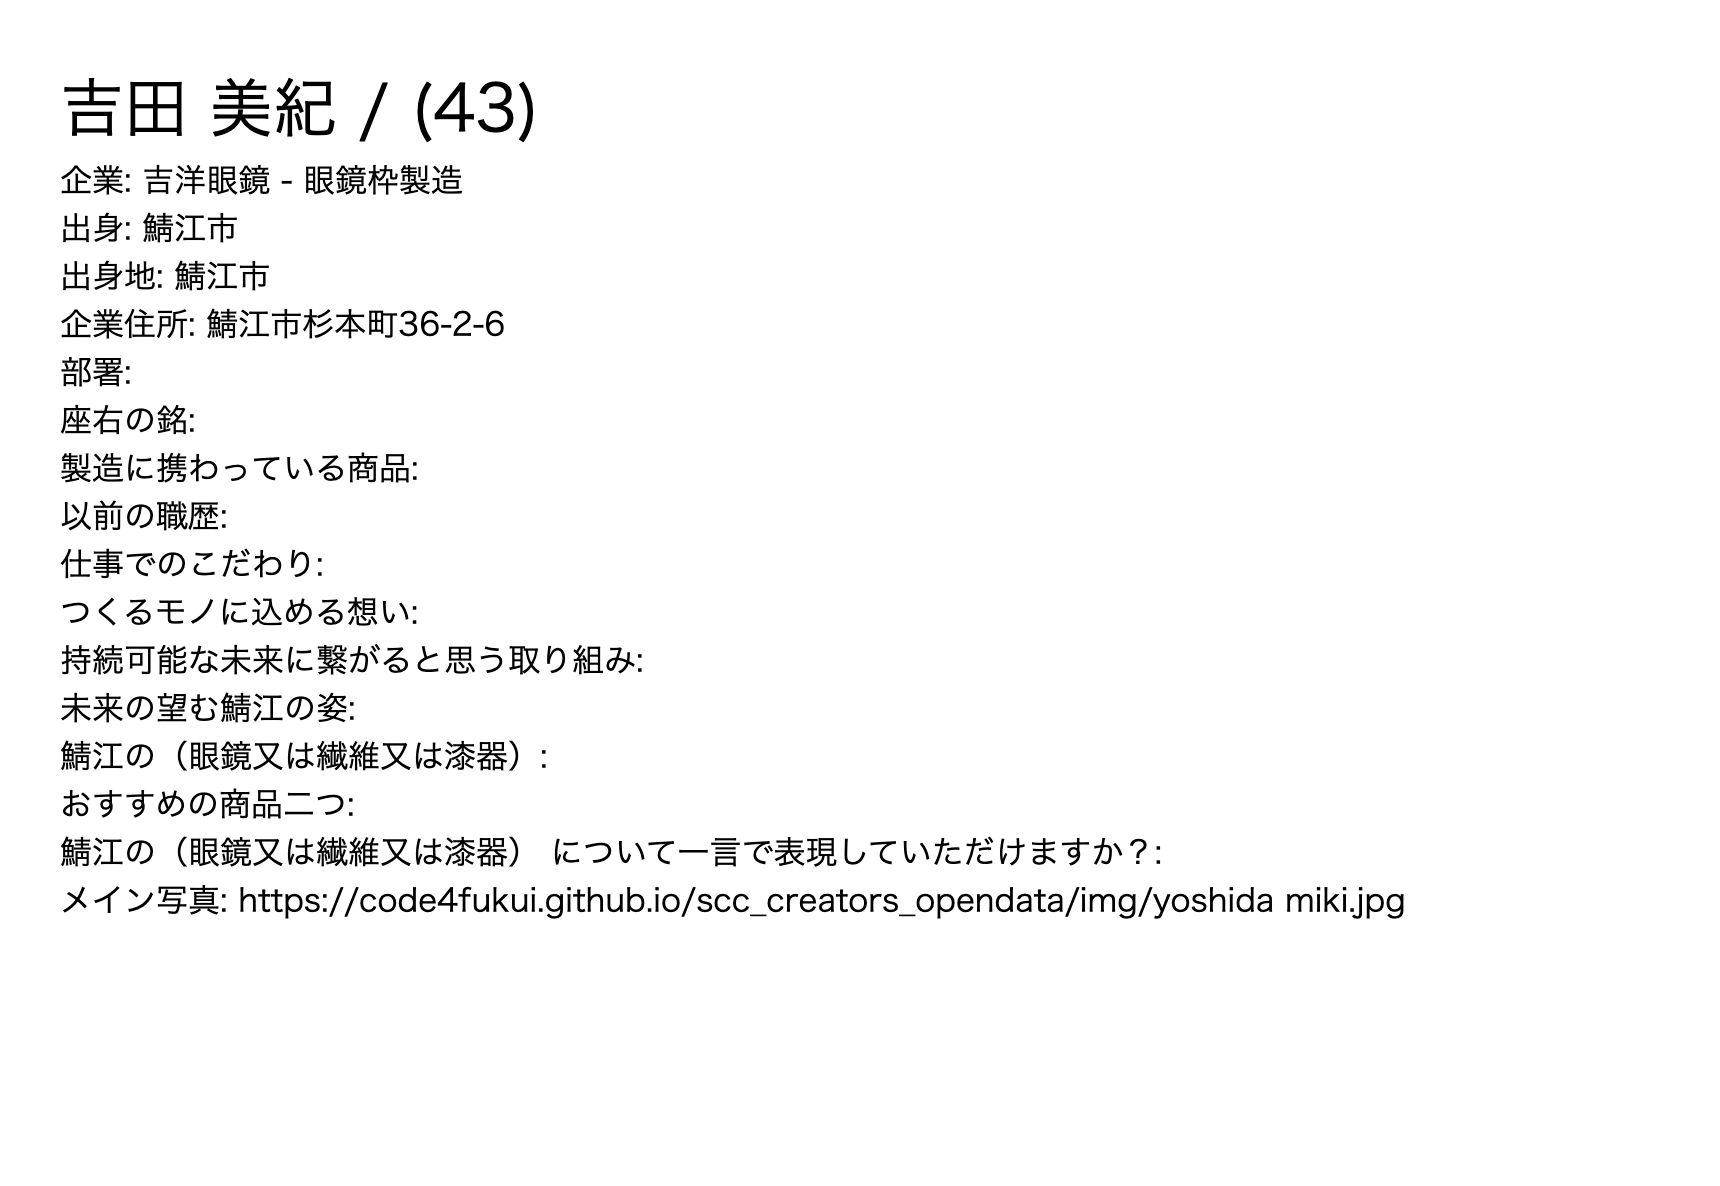 吉田 美紀 / (43)
企業: 吉洋眼鏡 - 眼鏡枠製造
出身: 鯖江市
出身地: 鯖江市
企業住所: 鯖江市杉本町36-2-6
部署:
座右の銘:
製造に携わっている商品:
以前の職歴:
仕事でのこだわり:
つくるモノに込める想い:
持続可能な未来に繋がると思う取り組み:
未来の望む鯖江の姿:
鯖江の（眼鏡又は繊維又は漆器）:
おすすめの商品二つ:
鯖江の（眼鏡又は繊維又は漆器） について一言で表現していただけますか？:
メイン写真: https://code4fukui.github.io/scc_creators_opendata/img/yoshida miki.jpg